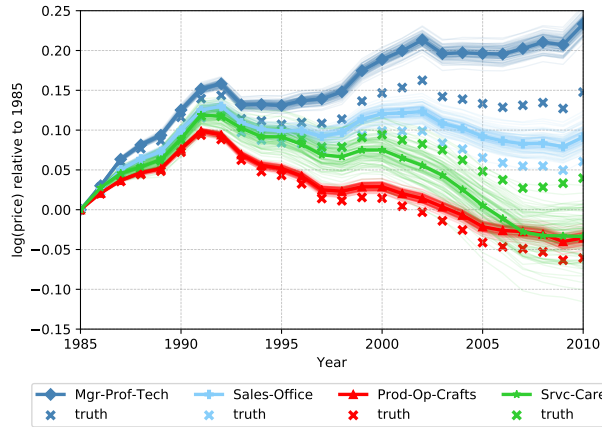 0.25
0.20
0.15
0.10
0.05
0.00
−0.05
−0.10
−0.15
log(price) relative to 1985
1985 1990 1995 2000 2005 2010
Year
Mgr-Prof-Tech Sales-Office Prod-Op-Crafts Srvc-Care
truth truth truth truth